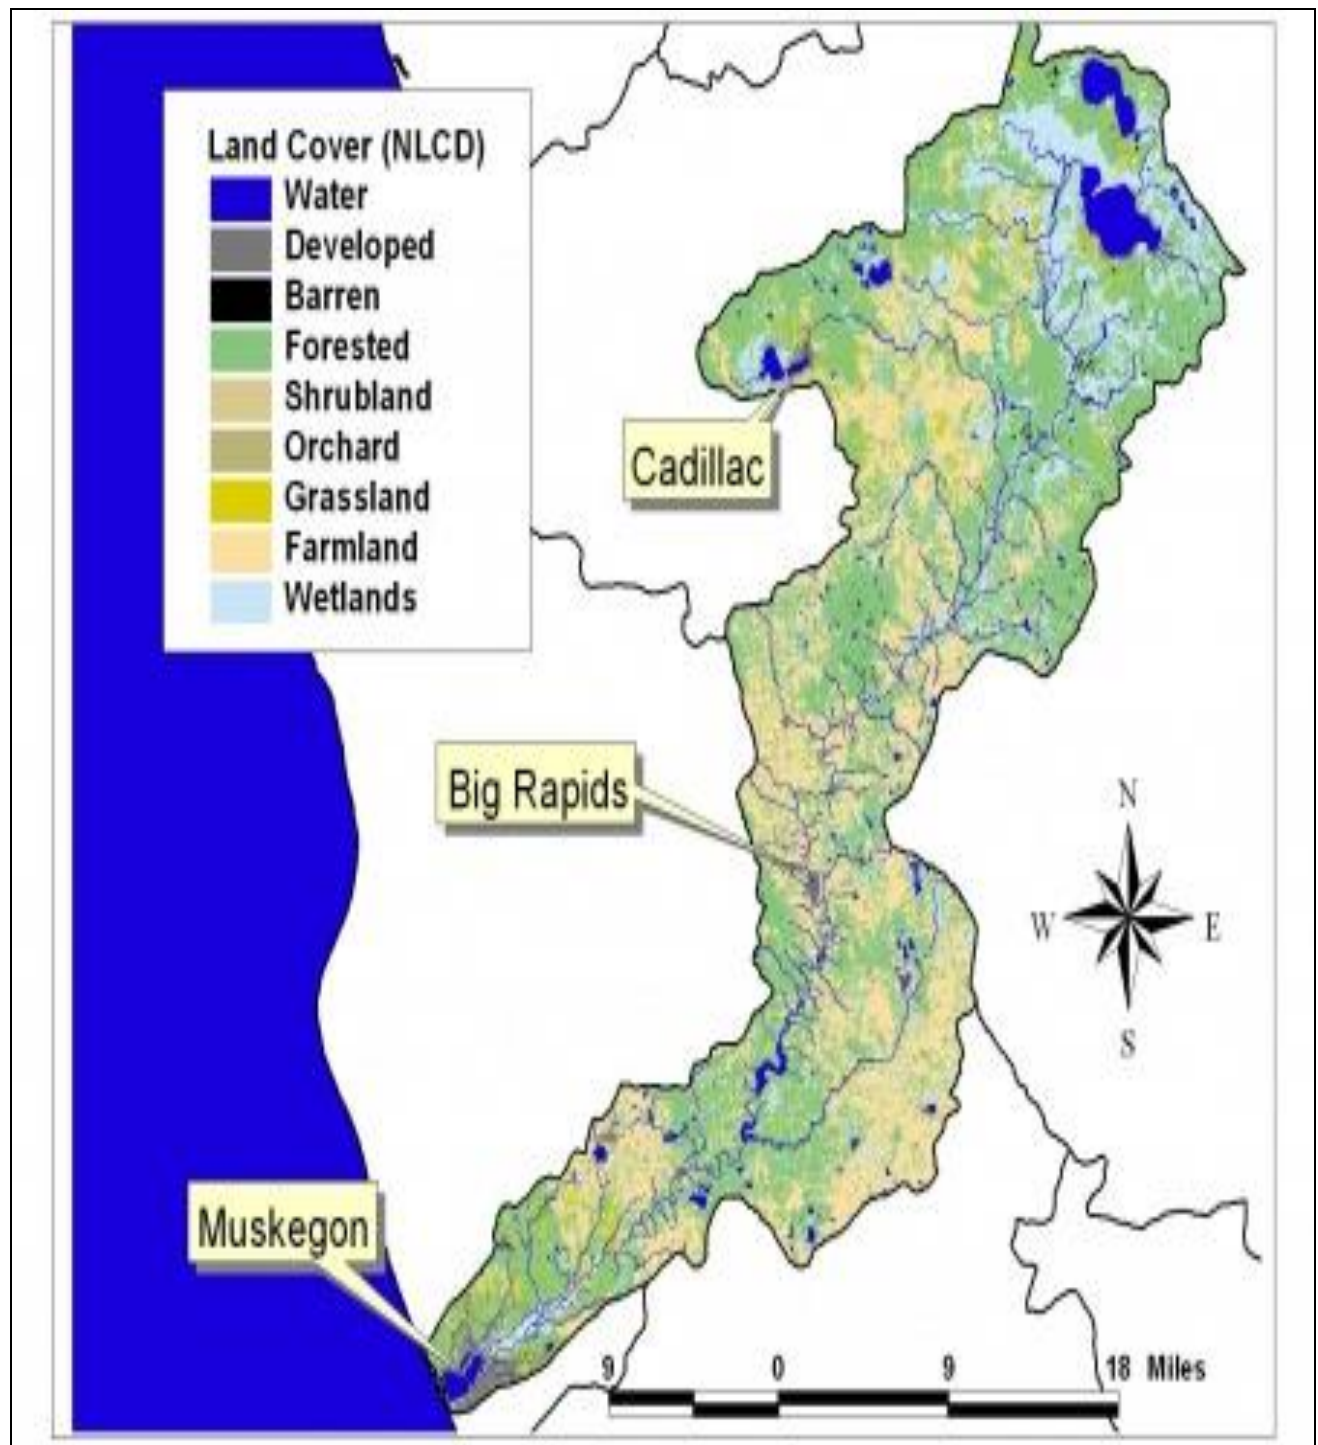 Land Cover (NLCD)
Water
Developed
Barren
Forested
Shrubland
Orchard
Grassland
Farmland
Wetlands
Cadillac
Big Rapids
N
W E
S
Muskegon
9 0 9 18 Miles